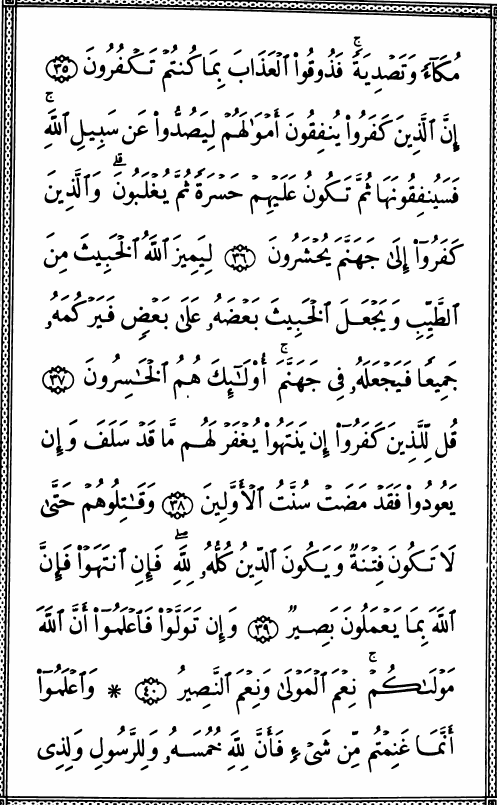 مُكَآءً وَتَصْدِيَةً ۚ فَذُوقُوا۟ ٱلْعَذَابَ بِمَا كُنتُمْ تَكْفُرُونَ ۝٣٥
إِنَّ ٱلَّذِينَ كَفَرُوا۟ يُنفِقُونَ أَمْوَٰلَهُمْ لِيَصُدُّوا۟ عَن سَبِيلِ ٱللَّهِ ۚ
فَسَيُنفِقُونَهَا ثُمَّ تَكُونُ عَلَيْهِمْ حَسْرَةً ثُمَّ يُغْلَبُونَ ۗ وَٱلَّذِينَ
كَفَرُوٓا۟ إِلَىٰ جَهَنَّمَ يُحْشَرُونَ ۝٣٦ لِيَمِيزَ ٱللَّهُ ٱلْخَبِيثَ مِنَ
ٱلطَّيِّبِ وَيَجْعَلَ ٱلْخَبِيثَ بَعْضَهُۥ عَلَىٰ بَعْضٍ فَيَرْكُمَهُۥ
جَمِيعًا فَيَجْعَلَهُۥ فِى جَهَنَّمَ ۚ أُو۟لَـٰٓئِكَ هُمُ ٱلْخَـٰسِرُونَ ۝٣٧
قُل لِّلَّذِينَ كَفَرُوٓا۟ إِن يَنتَهُوا۟ يُغْفَرْ لَهُم مَّا قَدْ سَلَفَ وَإِن
يَعُودُوا۟ فَقَدْ مَضَتْ سُنَّتُ ٱلْأَوَّلِينَ ۝٣٨ وَقَـٰتِلُوهُمْ حَتَّىٰ
لَا تَكُونَ فِتْنَةٌ وَيَكُونَ ٱلدِّينُ كُلُّهُۥ لِلَّهِ ۚ فَإِنِ ٱنتَهَوْا۟ فَإِنَّ
ٱللَّهَ بِمَا يَعْمَلُونَ بَصِيرٌ ۝٣٩ وَإِن تَوَلَّوْا۟ فَٱعْلَمُوٓا۟ أَنَّ ٱللَّهَ
مَوْلَىٰكُمْ ۚ نِعْمَ ٱلْمَوْلَىٰ وَنِعْمَ ٱلنَّصِيرُ ۝٤٠ * وَٱعْلَمُوٓا۟
أَنَّمَا غَنِمْتُم مِّن شَىْءٍ فَأَنَّ لِلَّهِ خُمُسَهُۥ وَلِلرَّسُولِ وَلِذِى